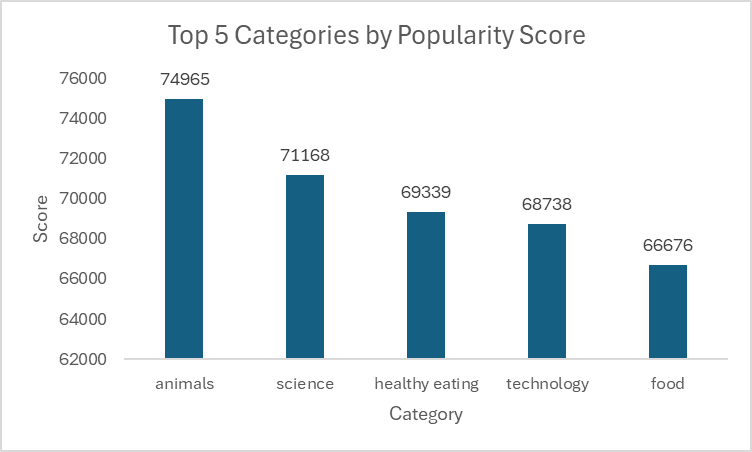 Top 5 Categories by Popularity Score
76000
74000
72000
70000
68000
66000
64000
62000
Score
74965
71168
69339
68738
66676
animals
science
healthy eating
technology
food
Category